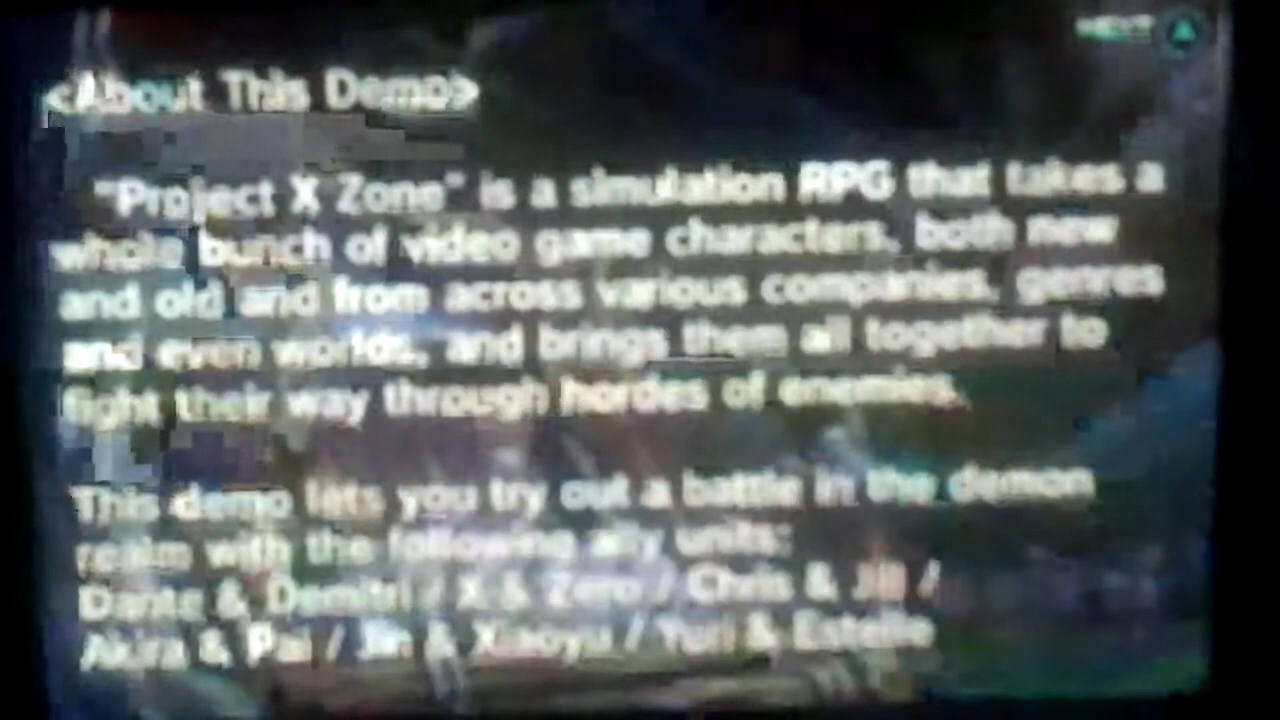 NEXT
<About This Demo>
"Project X Zone" is a simulation RPG that takes a
whole bunch of video game characters, both new
and old and from across various companies, genres
and even worlds, and brings them all together to
fight their way through hordes of enemies.
This demo lets you try out a battle in the demon
realm with the following ally units:
Dante & Demitri / X & Zero / Chris & Jill /
Akira & Pai / Jin & Xiaoyu / Yuri & Estelle